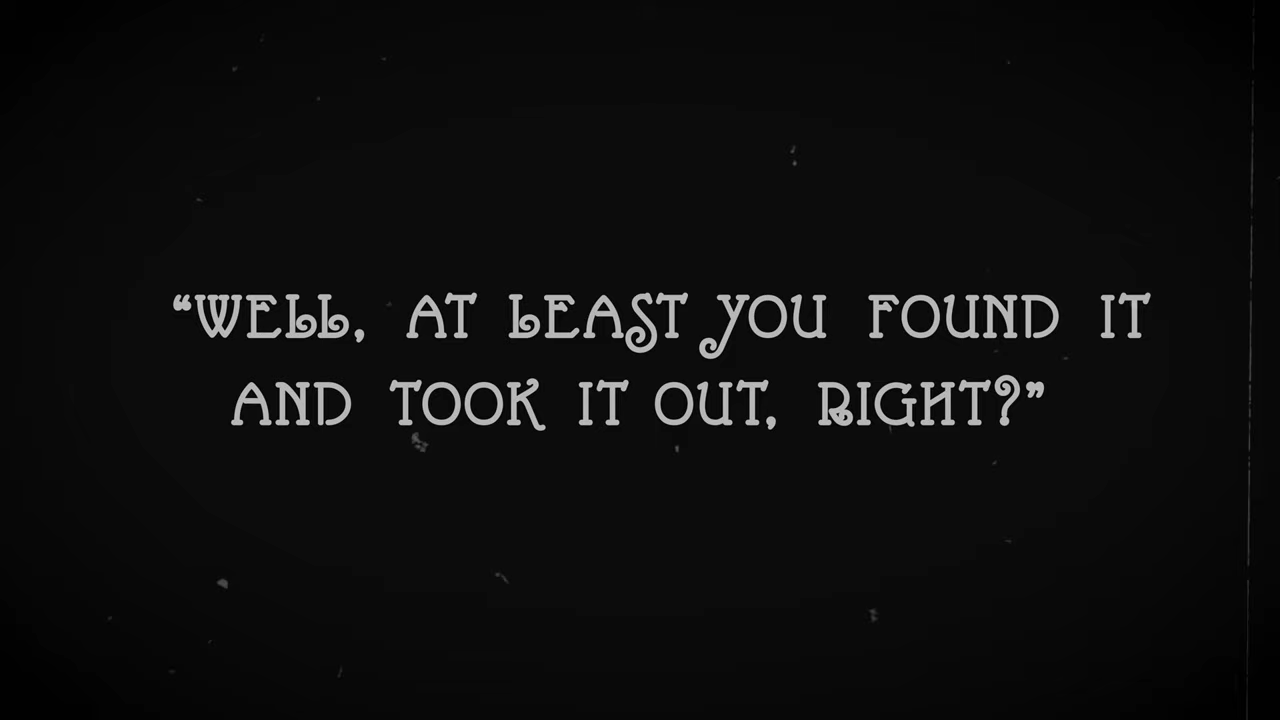 “WELL, AT LEAST YOU FOUND IT
AND TOOK IT OUT, RIGHT?”